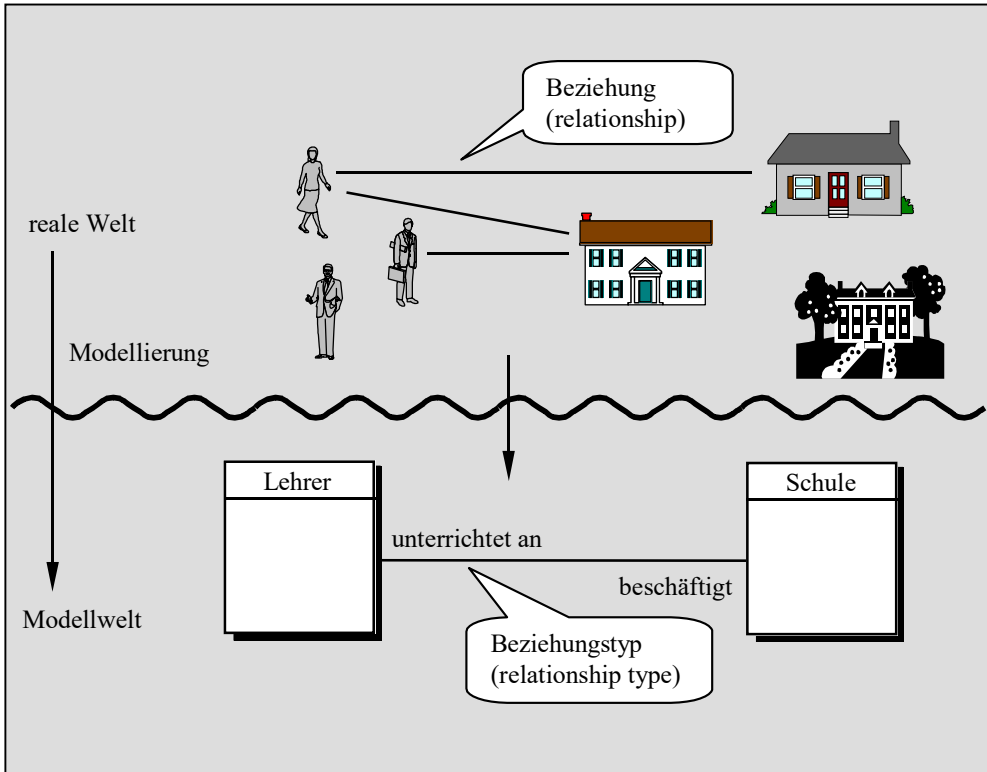 Beziehung
(relationship)
reale Welt
Modellierung
Lehrer
Schule
unterrichtet an
beschäftigt
Modellwelt
Beziehungstyp
(relationship type)